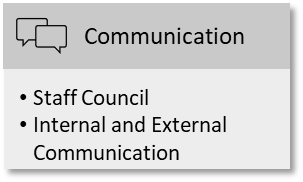 Communication
• Staff Council
• Internal and External
Communication